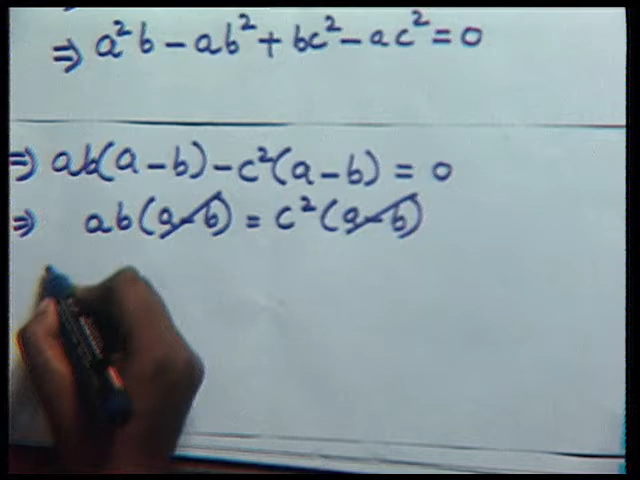 ⇒ a²b - ab² + bc² - ac² = 0
⇒ ab(a - b) - c²(a - b) = 0
⇒ ab(a-b) = c²(a-b)